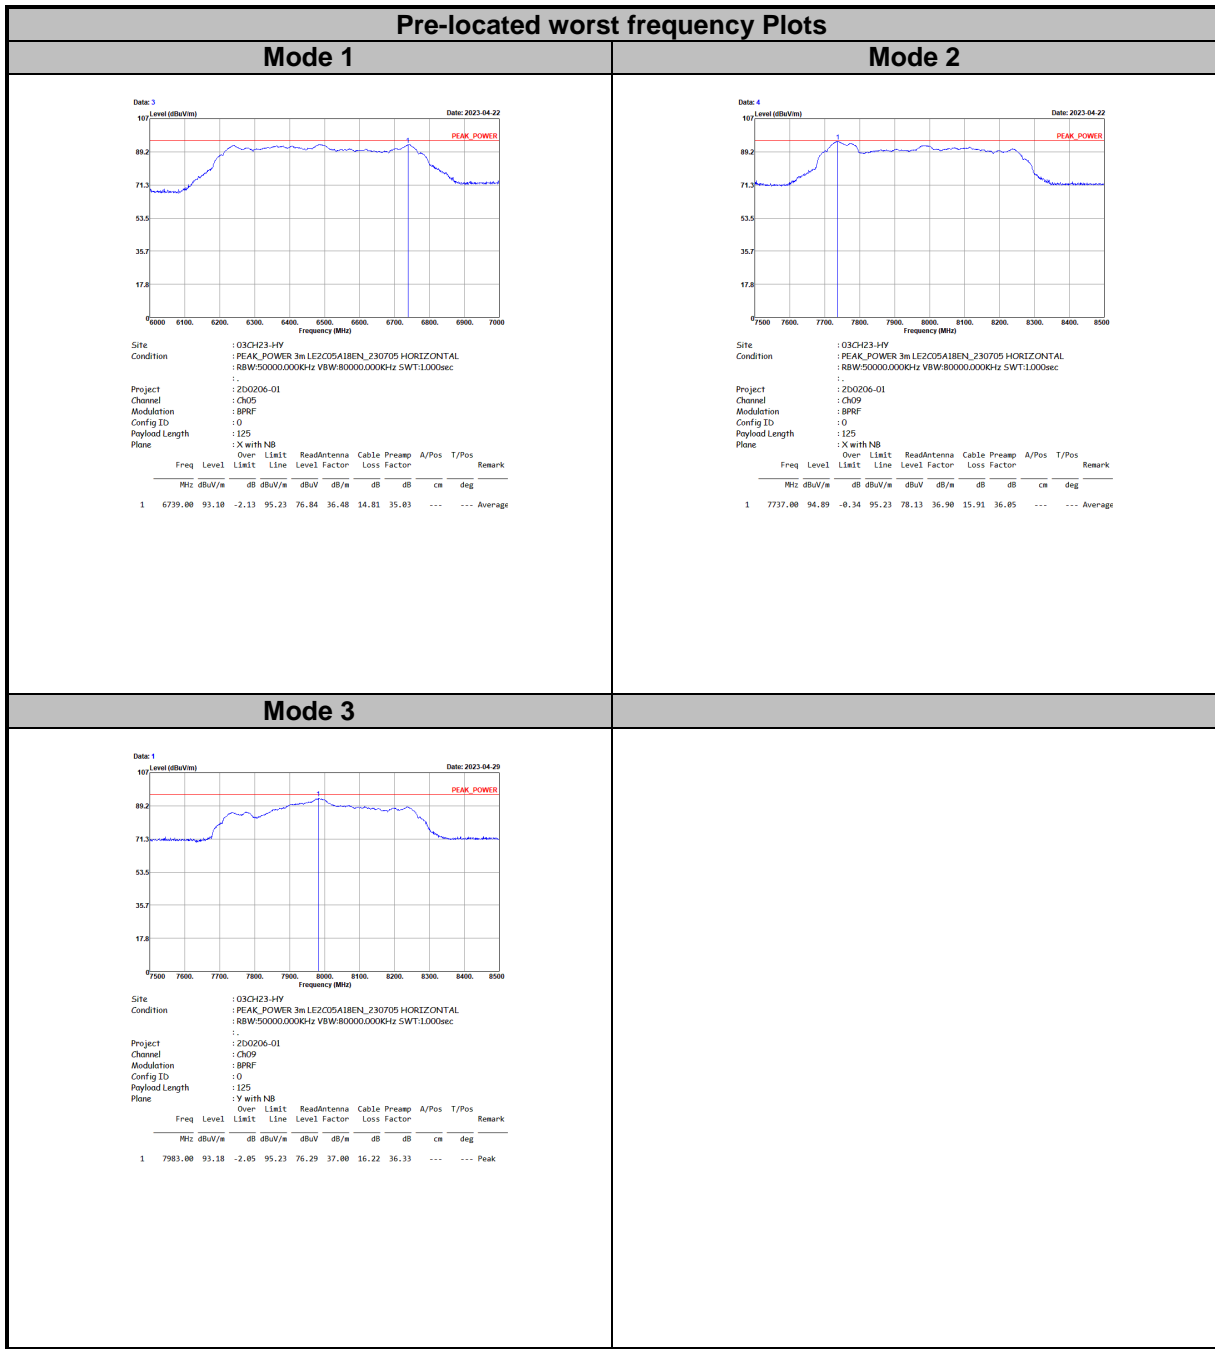 Pre-located worst frequency Plots
Mode 1
Mode 2
Data: 3
107 Level (dBuV/m) Date: 2023-04-22
PEAK_POWER
1
89.2
71.3
53.5
35.7
17.8
0
6000 6100. 6200. 6300. 6400. 6500. 6600. 6700. 6800. 6900. 7000
Frequency (MHz)
Site : 03CH23-HY
Condition : PEAK_POWER 3m LE2C05A18EN_230705 HORIZONTAL
: RBW:50000.000KHz VBW:80000.000KHz SWT:1.000sec
: .
Project : 2D0206-01
Channel : Ch05
Modulation : BPRF
Config ID : 0
Payload Length : 125
Plane : X with NB
Over Limit ReadAntenna Cable Preamp A/Pos T/Pos
Freq Level Limit Line Level Factor Loss Factor Remark
MHz dBuV/m dB dBuV/m dBuV dB/m dB dB cm deg
1 6739.00 93.10 -2.13 95.23 76.84 36.48 14.81 35.03 --- --- Average
Data: 4
107 Level (dBuV/m) Date: 2023-04-22
PEAK_POWER
1
89.2
71.3
53.5
35.7
17.8
0
7500 7600. 7700. 7800. 7900. 8000. 8100. 8200. 8300. 8400. 8500
Frequency (MHz)
Site : 03CH23-HY
Condition : PEAK_POWER 3m LE2C05A18EN_230705 HORIZONTAL
: RBW:50000.000KHz VBW:80000.000KHz SWT:1.000sec
: .
Project : 2D0206-01
Channel : Ch09
Modulation : BPRF
Config ID : 0
Payload Length : 125
Plane : X with NB
Over Limit ReadAntenna Cable Preamp A/Pos T/Pos
Freq Level Limit Line Level Factor Loss Factor Remark
MHz dBuV/m dB dBuV/m dBuV dB/m dB dB cm deg
1 7737.00 94.89 -0.34 95.23 78.13 36.90 15.91 36.05 --- --- Average
Mode 3
Data: 1
107 Level (dBuV/m) Date: 2023-04-29
PEAK_POWER
1
89.2
71.3
53.5
35.7
17.8
0
7500 7600. 7700. 7800. 7900. 8000. 8100. 8200. 8300. 8400. 8500
Frequency (MHz)
Site : 03CH23-HY
Condition : PEAK_POWER 3m LE2C05A18EN_230705 HORIZONTAL
: RBW:50000.000KHz VBW:80000.000KHz SWT:1.000sec
: .
Project : 2D0206-01
Channel : Ch09
Modulation : BPRF
Config ID : 0
Payload Length : 125
Plane : Y with NB
Over Limit ReadAntenna Cable Preamp A/Pos T/Pos
Freq Level Limit Line Level Factor Loss Factor Remark
MHz dBuV/m dB dBuV/m dBuV dB/m dB dB cm deg
1 7983.00 93.18 -2.05 95.23 76.29 37.00 16.22 36.33 --- --- Peak